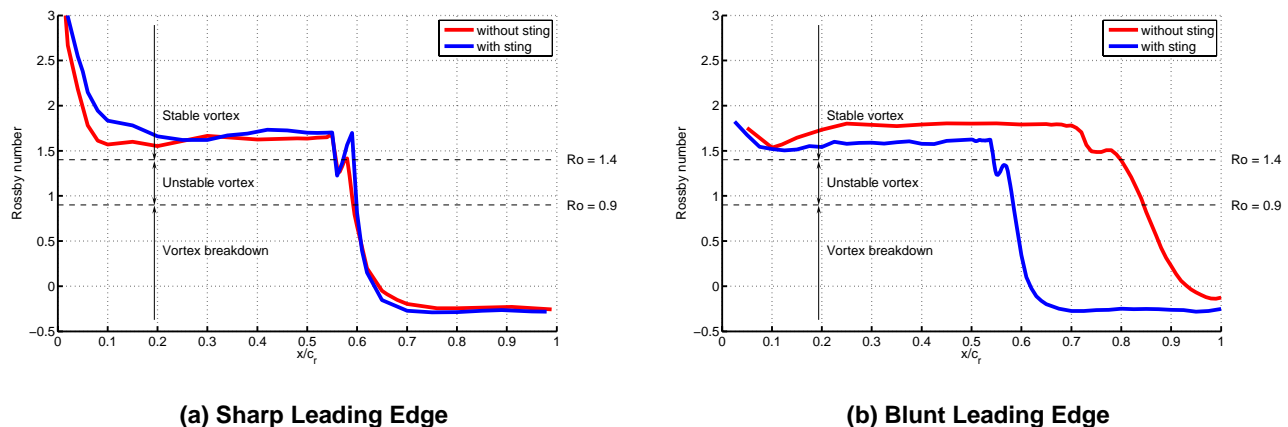 3
2.5
2
1.5
1
0.5
0
−0.5
Rossby number
0 0.1 0.2 0.3 0.4 0.5 0.6 0.7 0.8 0.9 1
x/c_r
without sting
with sting
Stable vortex
Unstable vortex
Vortex breakdown
Ro = 1.4
Ro = 0.9
(a) Sharp Leading Edge
3
2.5
2
1.5
1
0.5
0
−0.5
Rossby number
0 0.1 0.2 0.3 0.4 0.5 0.6 0.7 0.8 0.9 1
x/c_r
without sting
with sting
Stable vortex
Unstable vortex
Vortex breakdown
Ro = 1.4
Ro = 0.9
(b) Blunt Leading Edge